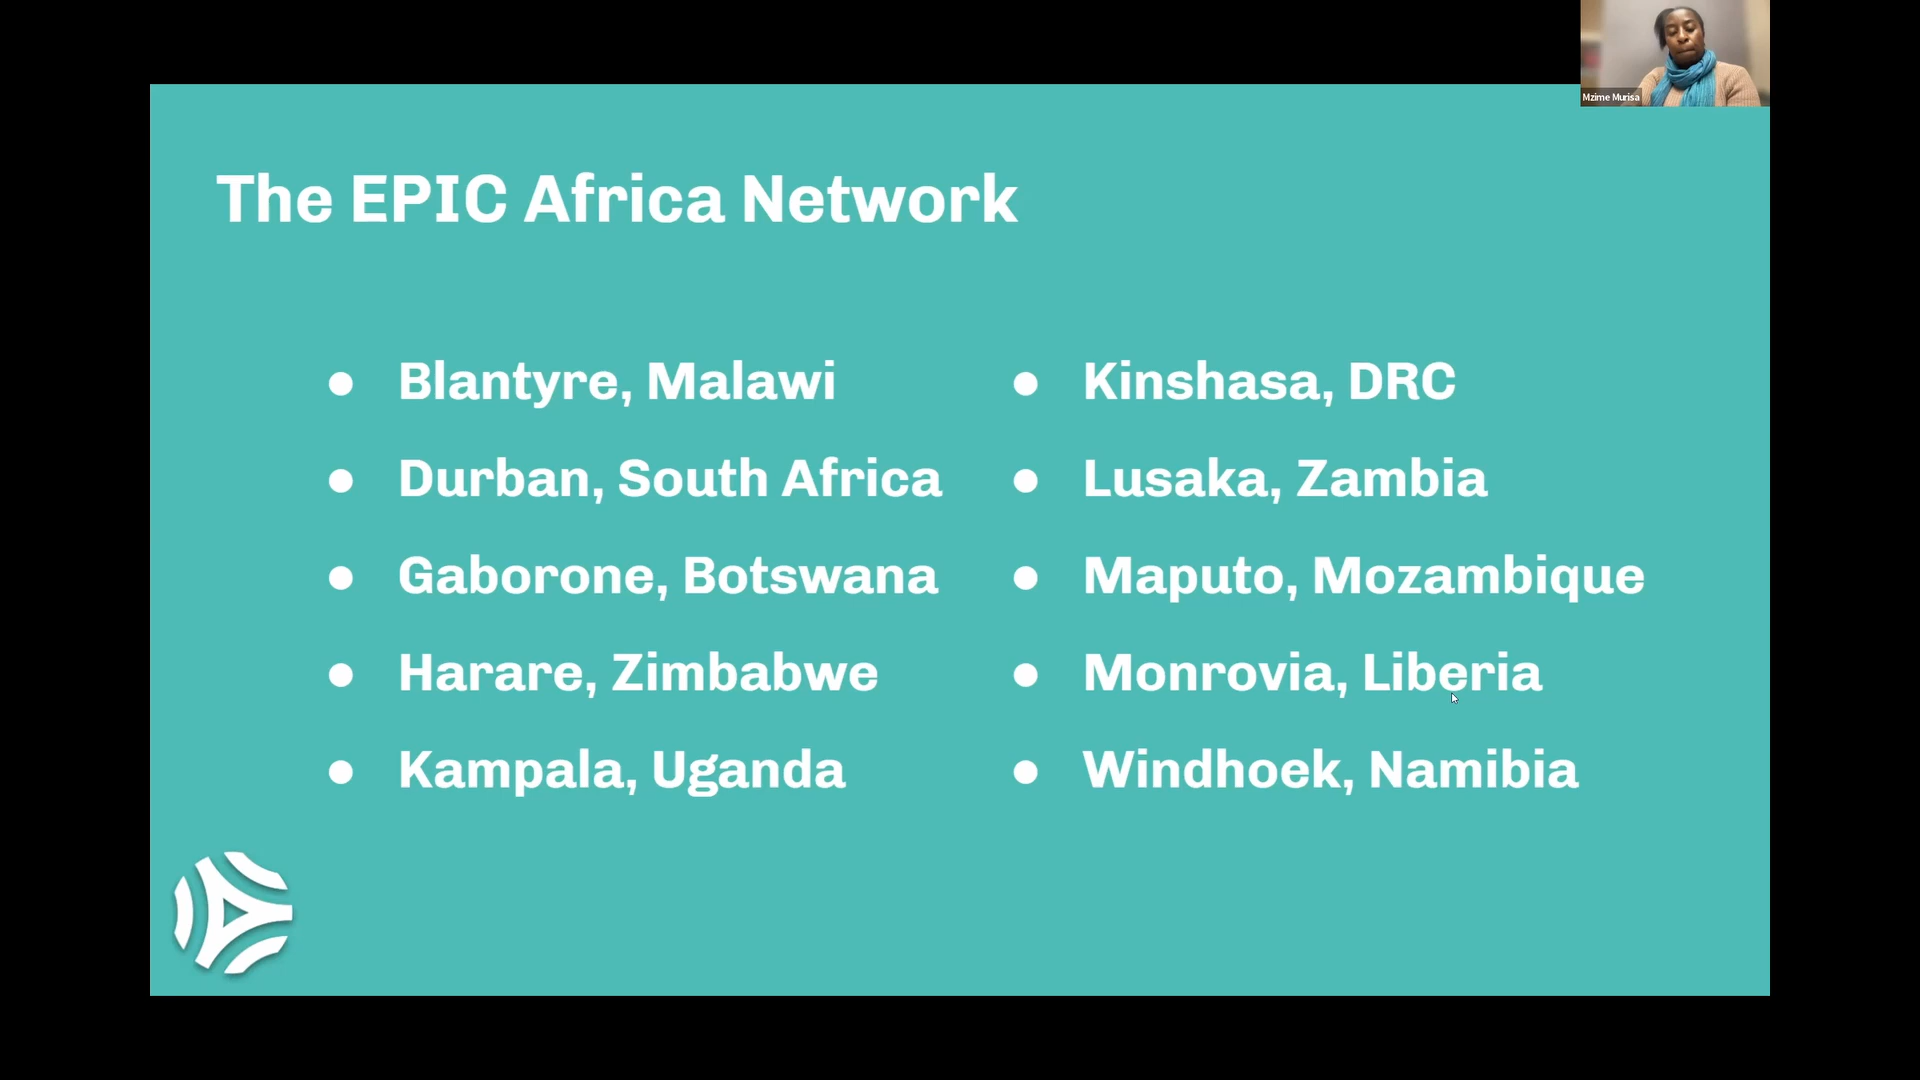 Mzime Murisa
The EPIC Africa Network
● Blantyre, Malawi
● Durban, South Africa
● Gaborone, Botswana
● Harare, Zimbabwe
● Kampala, Uganda
● Kinshasa, DRC
● Lusaka, Zambia
● Maputo, Mozambique
● Monrovia, Liberia
● Windhoek, Namibia